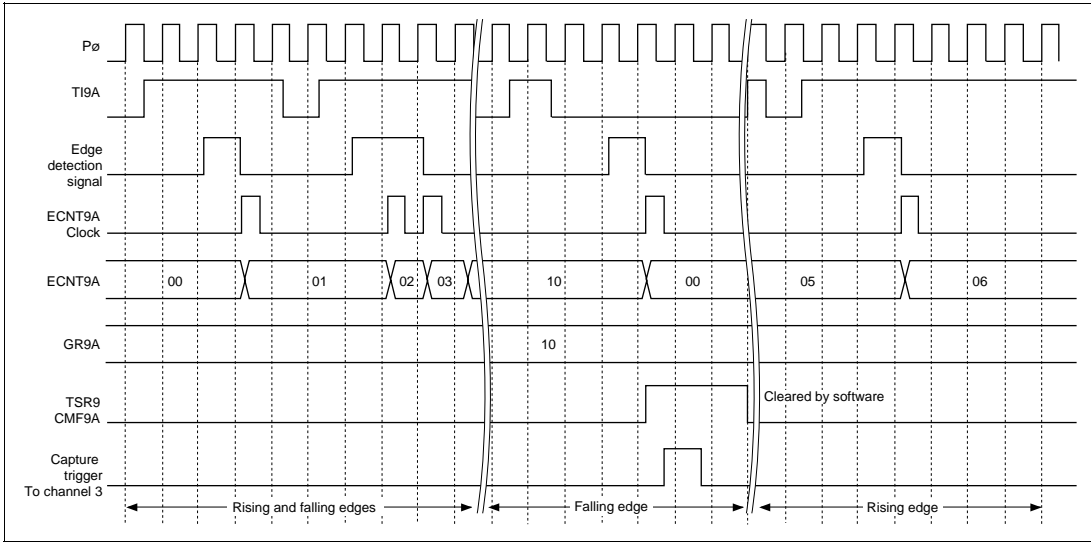 Pø
TI9A
Edge
detection
signal
ECNT9A
Clock
ECNT9A
00
01
02
03
10
00
05
06
GR9A
10
TSR9
CMF9A
Cleared by software
Capture
trigger
To channel 3
Rising and falling edges
Falling edge
Rising edge